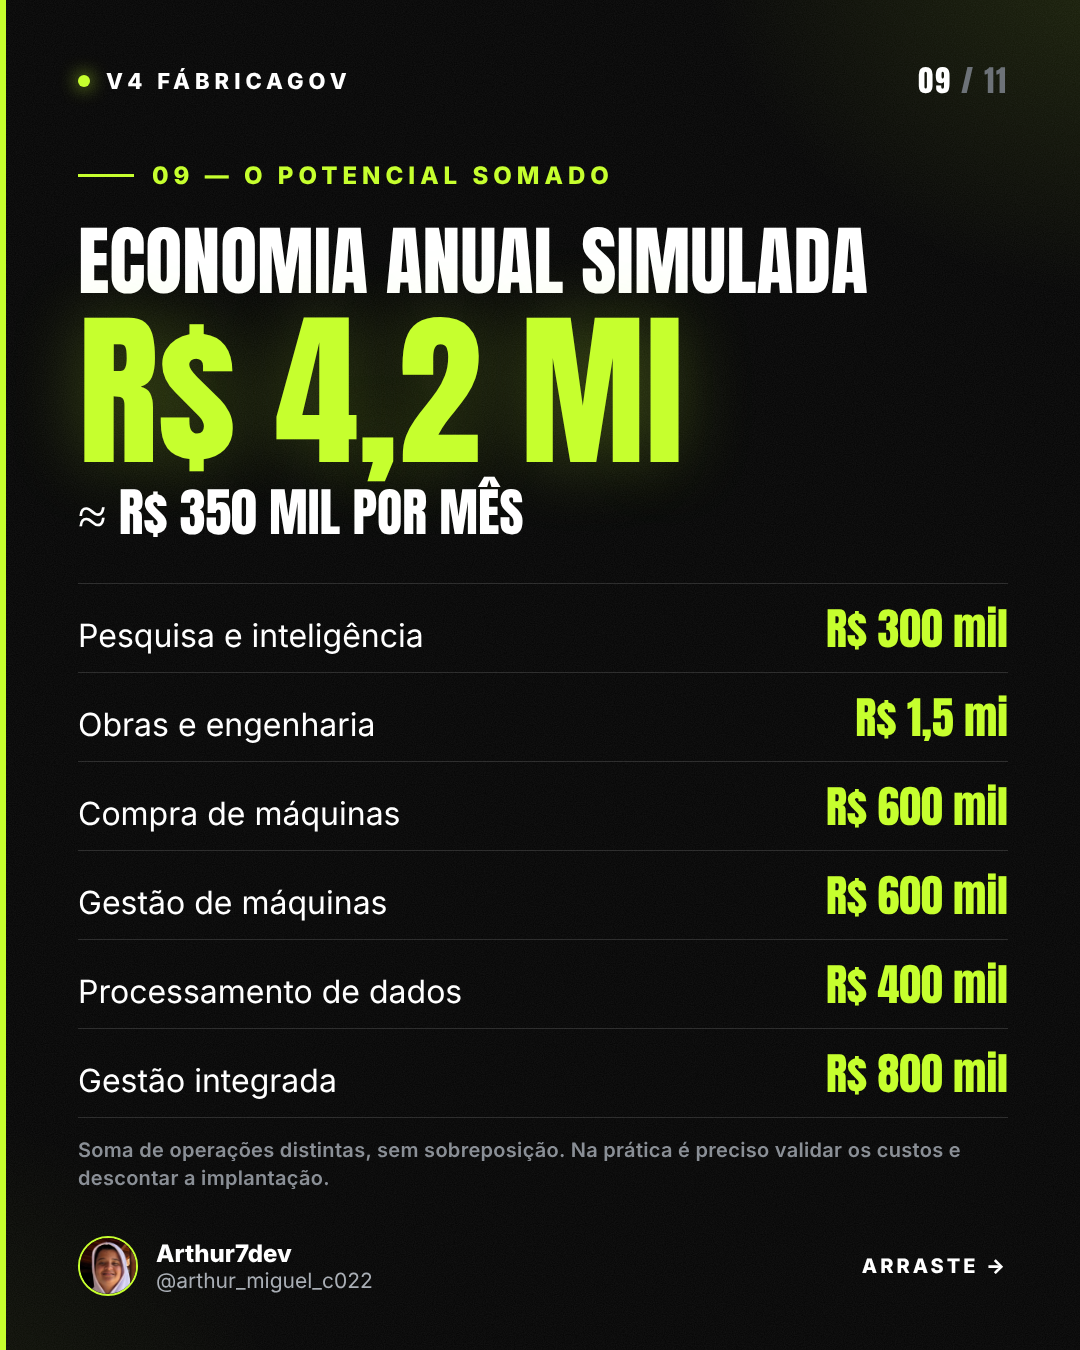 V4 FÁBRICAGOV
09 / 11
09 — O POTENCIAL SOMADO
ECONOMIA ANUAL SIMULADA
R$ 4,2 MI
≈ R$ 350 MIL POR MÊS
Pesquisa e inteligência R$ 300 mil
Obras e engenharia R$ 1,5 mi
Compra de máquinas R$ 600 mil
Gestão de máquinas R$ 600 mil
Processamento de dados R$ 400 mil
Gestão integrada R$ 800 mil
Soma de operações distintas, sem sobreposição. Na prática é preciso validar os custos e
descontar a implantação.
Arthur7dev
@arthur_miguel_c022
ARRASTE →